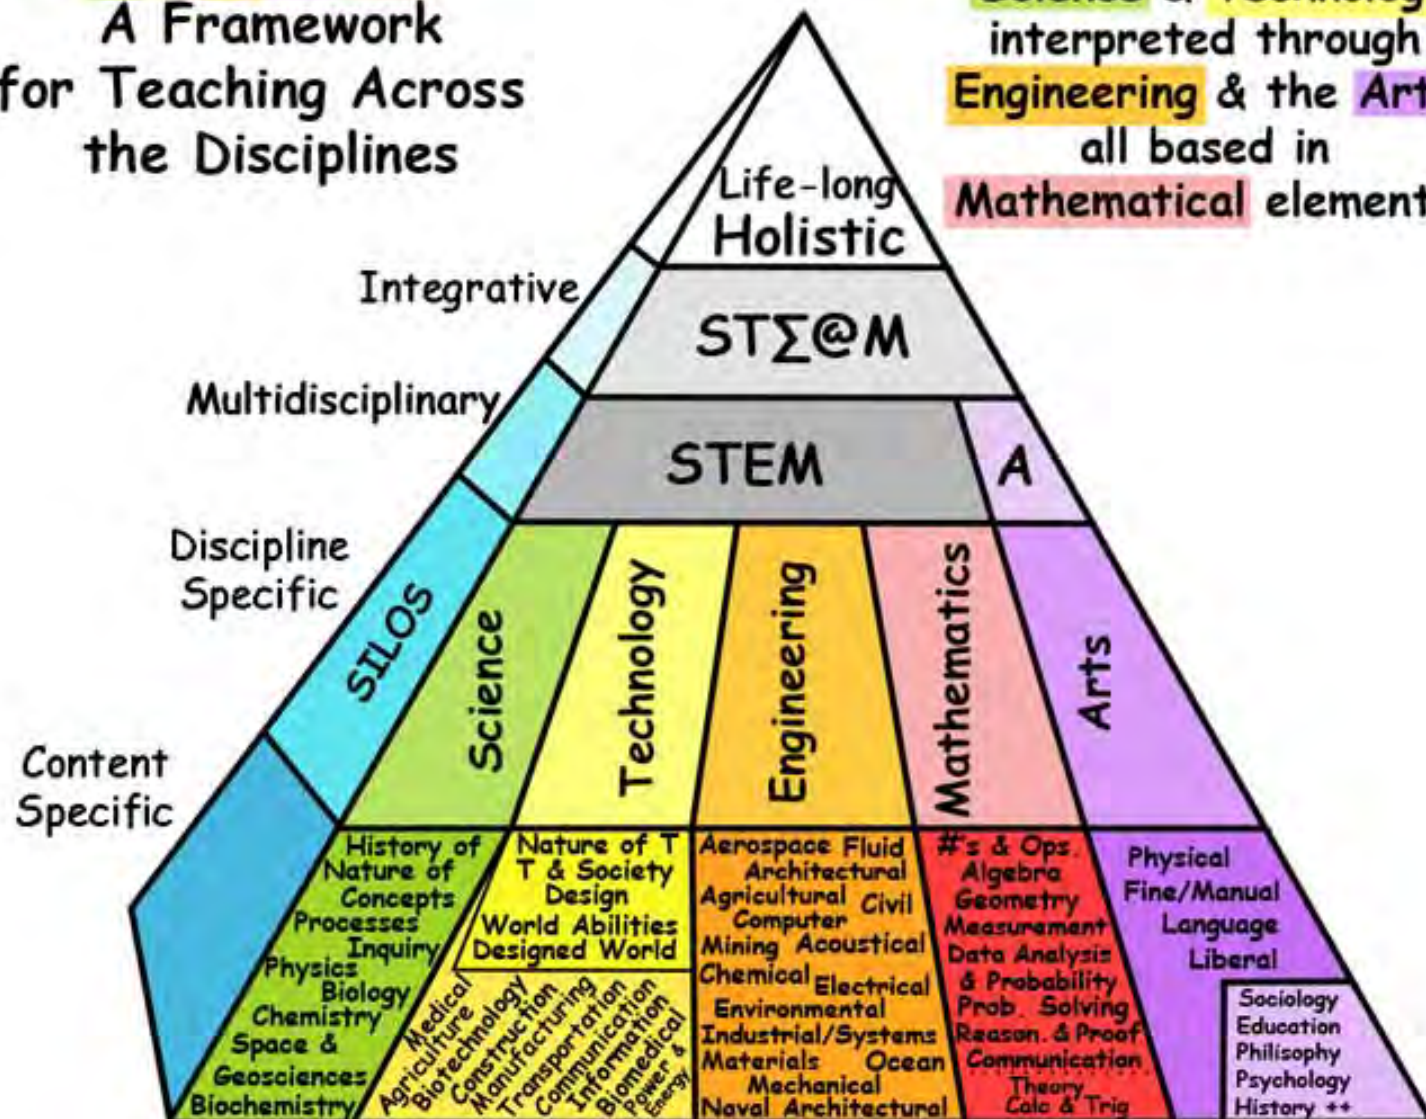 A Framework
for Teaching Across
the Disciplines
Science & Technology
interpreted through
Engineering & the Art
all based in
Mathematical element
Life-long
Holistic
Integrative
STΣ@M
Multidisciplinary
STEM
A
Discipline
Specific
SILOS
Science
Technology
Engineering
Mathematics
Arts
Content
Specific
History of
Nature of
Concepts
Processes
Inquiry
Physics
Biology
Chemistry
Space &
Geosciences
Biochemistry
Nature of T
T & Society
Design
World Abilities
Designed World
Medical
Agriculture
Biotechnology
Construction
Manufacturing
Transportation
Communication
Information
Biomedical
Power &
Energy
Aerospace Fluid
Architectural
Agricultural Civil
Computer
Mining Acoustical
Chemical Electrical
Environmental
Industrial/Systems
Materials Ocean
Mechanical
Naval Architectural
#'s & Ops.
Algebra
Geometry
Measurement
Data Analysis
& Probability
Prob. Solving
Reason. & Proof
Communication
Theory
Calc & Trig
Physical
Fine/Manual
Language
Liberal
Sociology
Education
Philisophy
Psychology
History ++